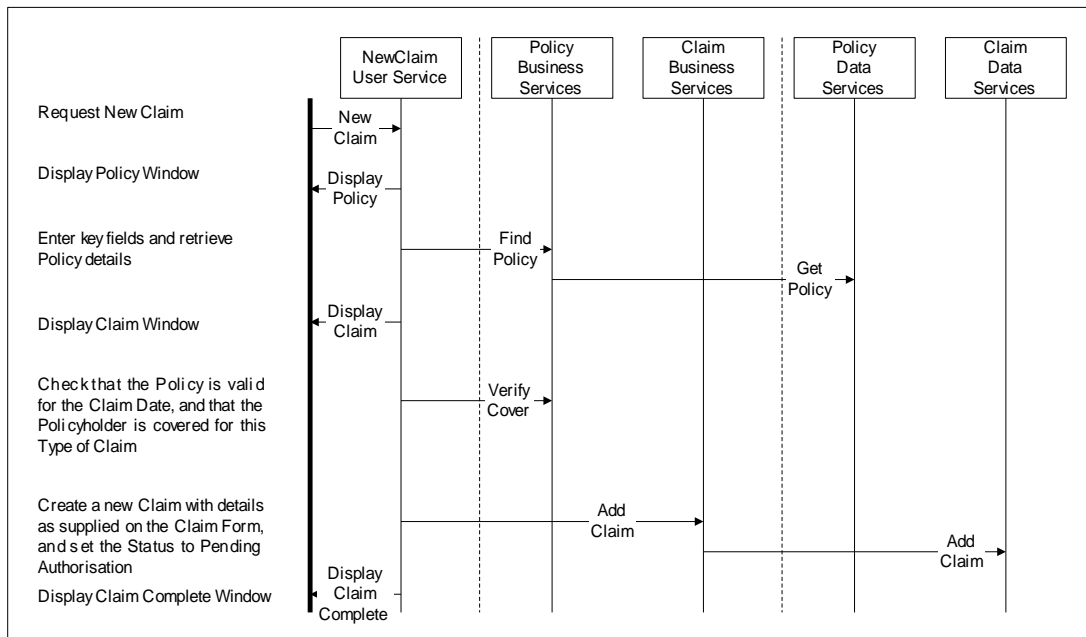 NewClaim
User Service
Policy
Business
Services
Claim
Business
Services
Policy
Data
Services
Claim
Data
Services
Request New Claim
New
Claim
Display Policy Window
Display
Policy
Enter key fields and retrieve
Policy details
Find
Policy
Get
Policy
Display Claim Window
Display
Claim
Check that the Policy is valid
for the Claim Date, and that the
Policyholder is covered for this
Type of Claim
Verify
Cover
Create a new Claim with details
as supplied on the Claim Form,
and set the Status to Pending
Authorisation
Add
Claim
Add
Claim
Display Claim Complete Window
Display
Claim
Complete